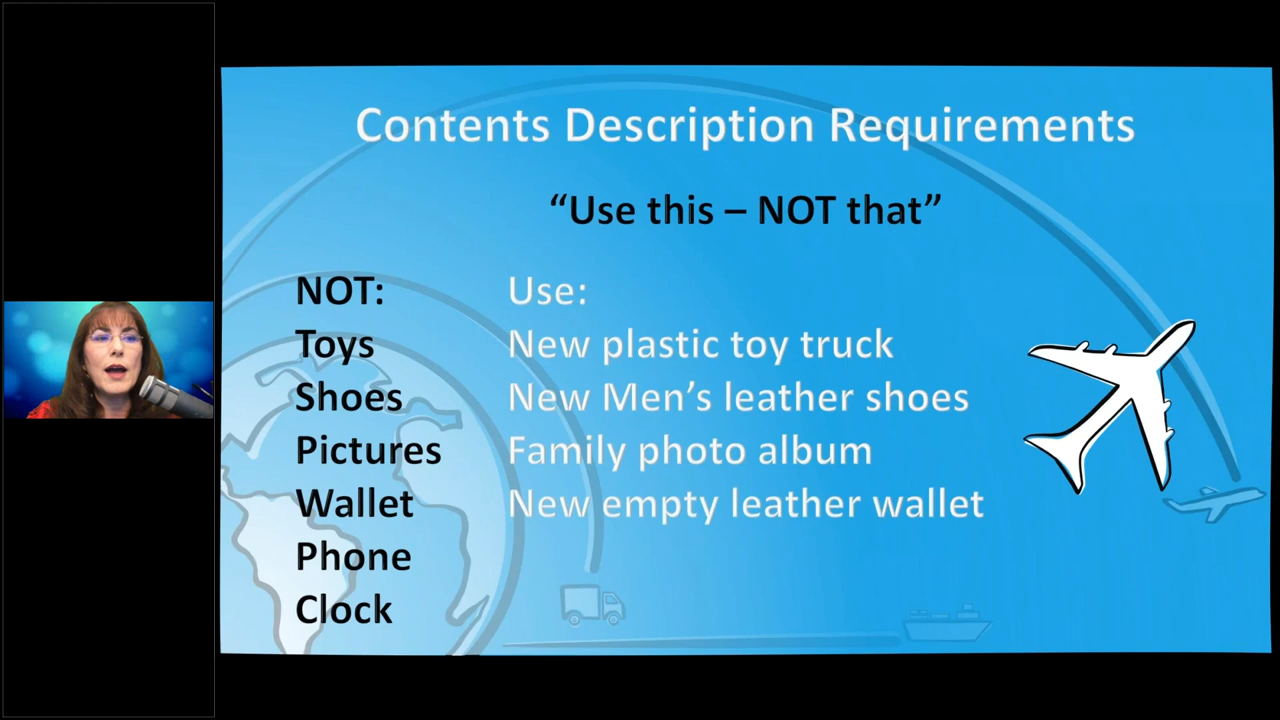 Contents Description Requirements
“Use this – NOT that”
NOT: Use:
Toys New plastic toy truck
Shoes New Men’s leather shoes
Pictures Family photo album
Wallet New empty leather wallet
Phone
Clock